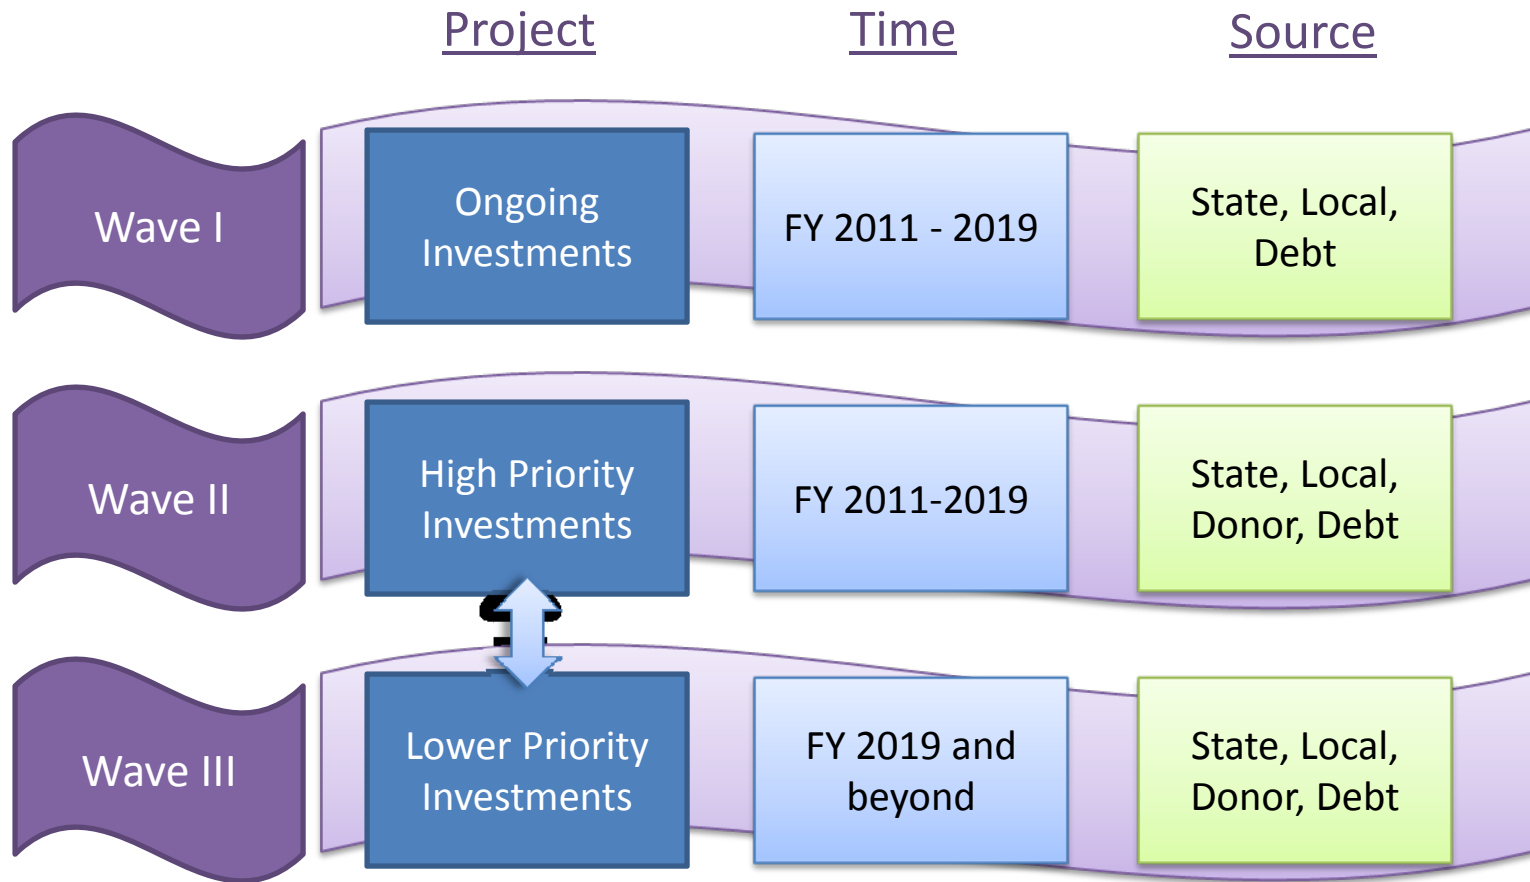 Project
Time
Source
Wave I
Ongoing
Investments
FY 2011 - 2019
State, Local,
Debt
Wave II
High Priority
Investments
FY 2011-2019
State, Local,
Donor, Debt
Wave III
Lower Priority
Investments
FY 2019 and
beyond
State, Local,
Donor, Debt